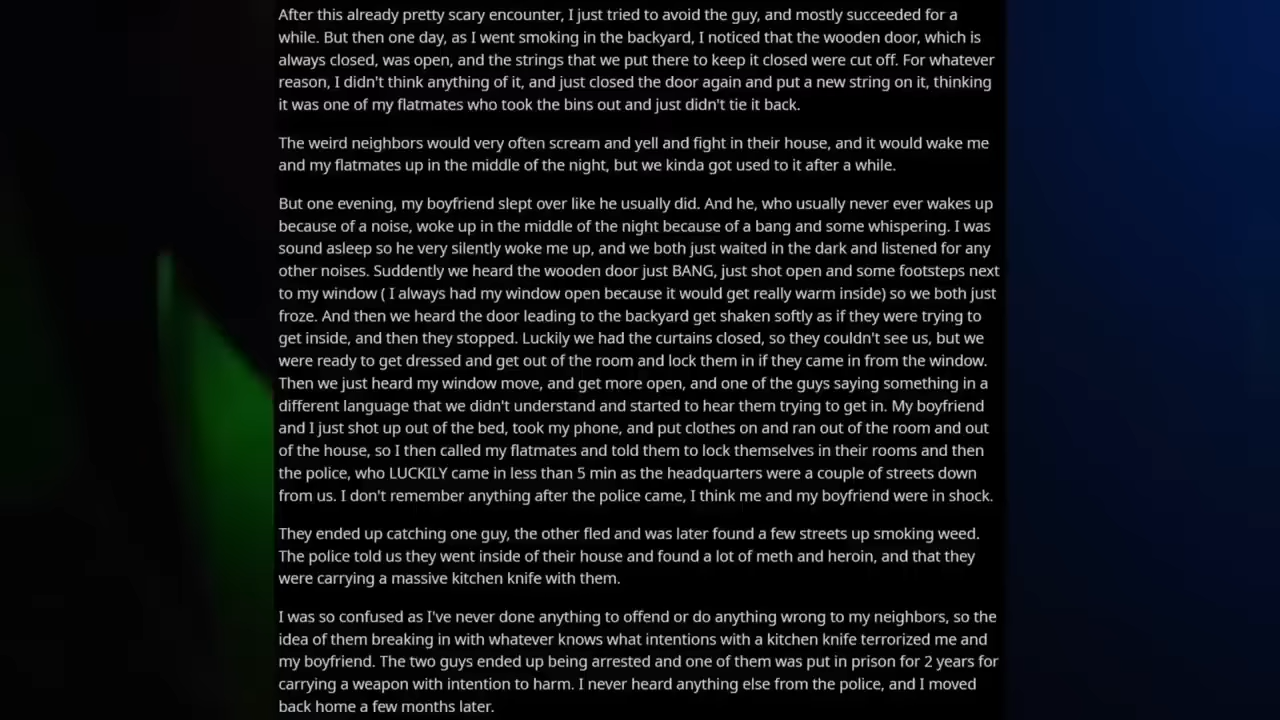 After this already pretty scary encounter, I just tried to avoid the guy, and mostly succeeded for a
while. But then one day, as I went smoking in the backyard, I noticed that the wooden door, which is
always closed, was open, and the strings that we put there to keep it closed were cut off. For whatever
reason, I didn't think anything of it, and just closed the door again and put a new string on it, thinking
it was one of my flatmates who took the bins out and just didn't tie it back.
The weird neighbors would very often scream and yell and fight in their house, and it would wake me
and my flatmates up in the middle of the night, but we kinda got used to it after a while.
But one evening, my boyfriend slept over like he usually did. And he, who usually never ever wakes up
because of a noise, woke up in the middle of the night because of a bang and some whispering. I was
sound asleep so he very silently woke me up, and we both just waited in the dark and listened for any
other noises. Suddently we heard the wooden door just BANG, just shot open and some footsteps next
to my window ( I always had my window open because it would get really warm inside) so we both just
froze. And then we heard the door leading to the backyard get shaken softly as if they were trying to
get inside, and then they stopped. Luckily we had the curtains closed, so they couldn't see us, but we
were ready to get dressed and get out of the room and lock them in if they came in from the window.
Then we just heard my window move, and get more open, and one of the guys saying something in a
different language that we didn't understand and started to hear them trying to get in. My boyfriend
and I just shot up out of the bed, took my phone, and put clothes on and ran out of the room and out
of the house, so I then called my flatmates and told them to lock themselves in their rooms and then
the police, who LUCKILY came in less than 5 min as the headquarters were a couple of streets down
from us. I don't remember anything after the police came, I think me and my boyfriend were in shock.
They ended up catching one guy, the other fled and was later found a few streets up smoking weed.
The police told us they went inside of their house and found a lot of meth and heroin, and that they
were carrying a massive kitchen knife with them.
I was so confused as I've never done anything to offend or do anything wrong to my neighbors, so the
idea of them breaking in with whatever knows what intentions with a kitchen knife terrorized me and
my boyfriend. The two guys ended up being arrested and one of them was put in prison for 2 years for
carrying a weapon with intention to harm. I never heard anything else from the police, and I moved
back home a few months later.